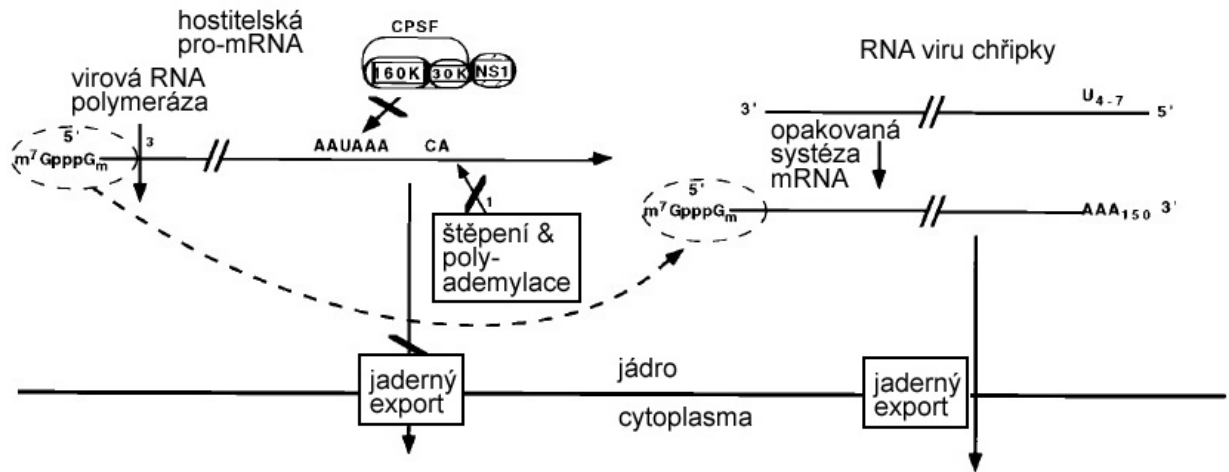 hostitelská
pro-mRNA
CPSF
160K 30K NS1
virová RNA
polymeráza
5'
m⁷GpppGₘ
3
AAUAAA CA
1
štěpení &
poly-
ademylace
RNA viru chřipky
3' U₄₋₇ 5'
opakovaná
systéza
mRNA
5'
m⁷GpppGₘ
AAA₁₅₀ 3'
jaderný
export
jádro
cytoplasma
jaderný
export